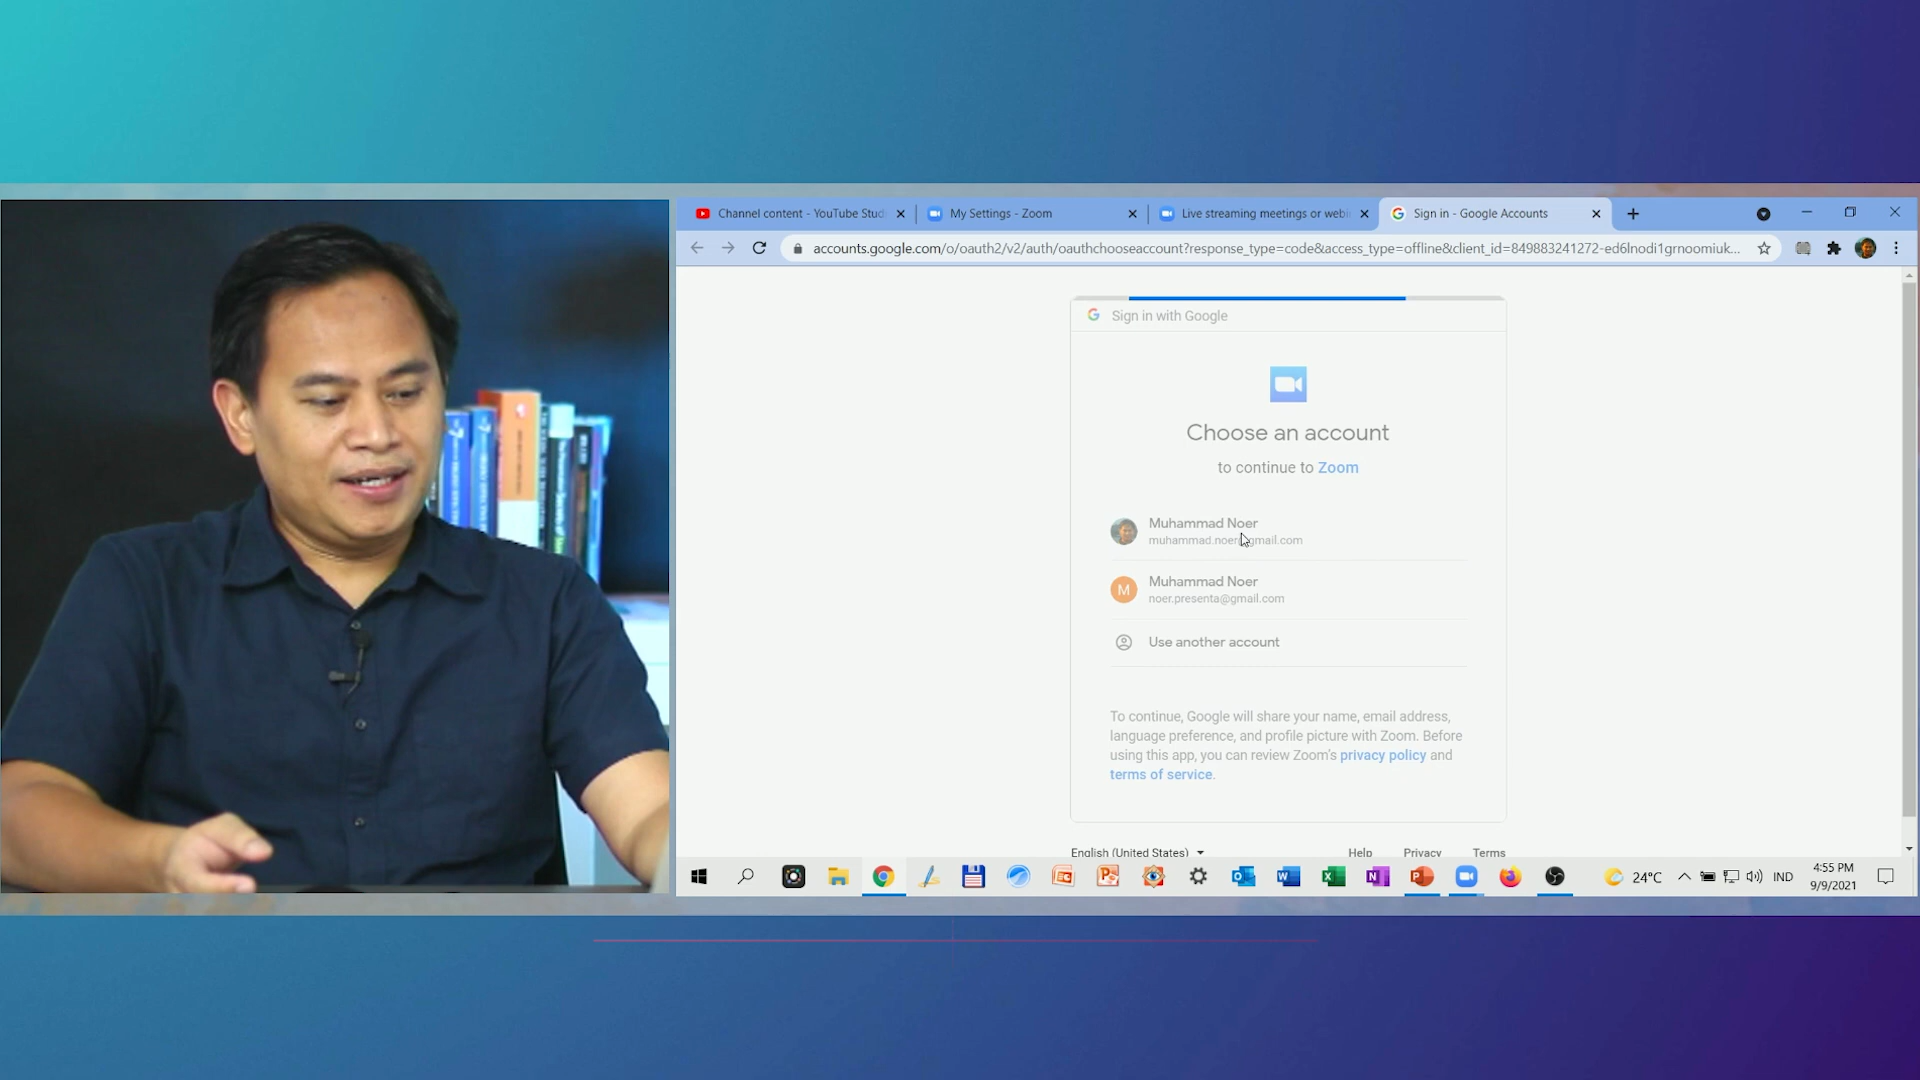 Channel content - YouTube Stud
My Settings - Zoom
Live streaming meetings or webi
Sign in - Google Accounts
accounts.google.com/o/oauth2/v2/auth/oauthchooseaccount?response_type=code&access_type=offline&client_id=849883241272-ed6lnodi1grnoomiuk...
Sign in with Google
Choose an account
to continue to Zoom
Muhammad Noer
muhammad.noer@gmail.com
M
Muhammad Noer
noer.presenta@gmail.com
Use another account
To continue, Google will share your name, email address,
language preference, and profile picture with Zoom. Before
using this app, you can review Zoom's privacy policy and
terms of service.
English (United States)
Help
Privacy
Terms
24°C
IND
4:55 PM
9/9/2021